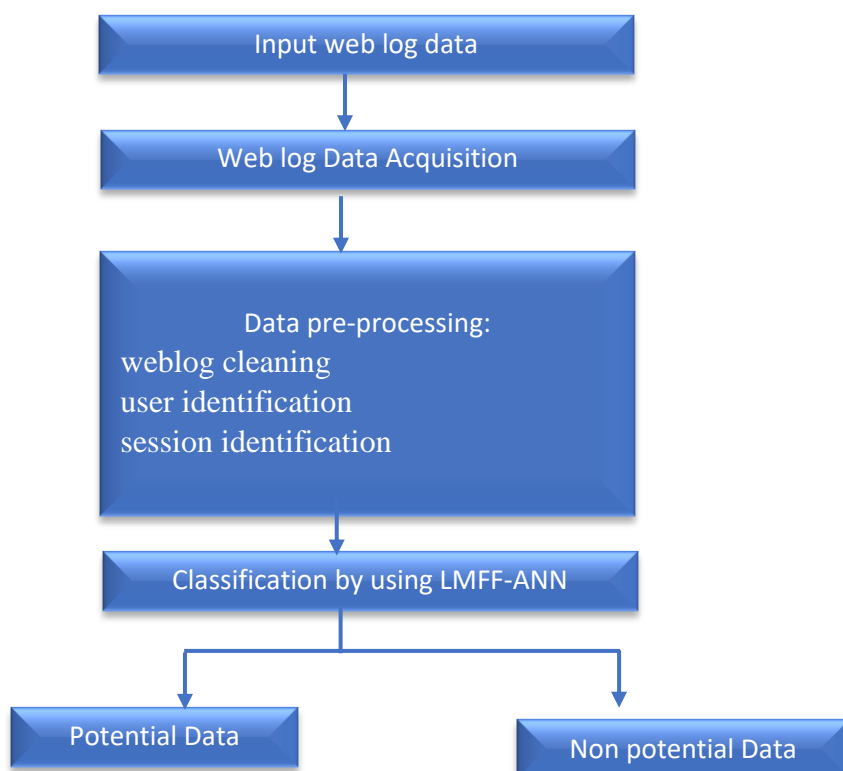 Input web log data
Web log Data Acquisition
Data pre-processing:
weblog cleaning
user identification
session identification
Classification by using LMFF-ANN
Potential Data
Non potential Data